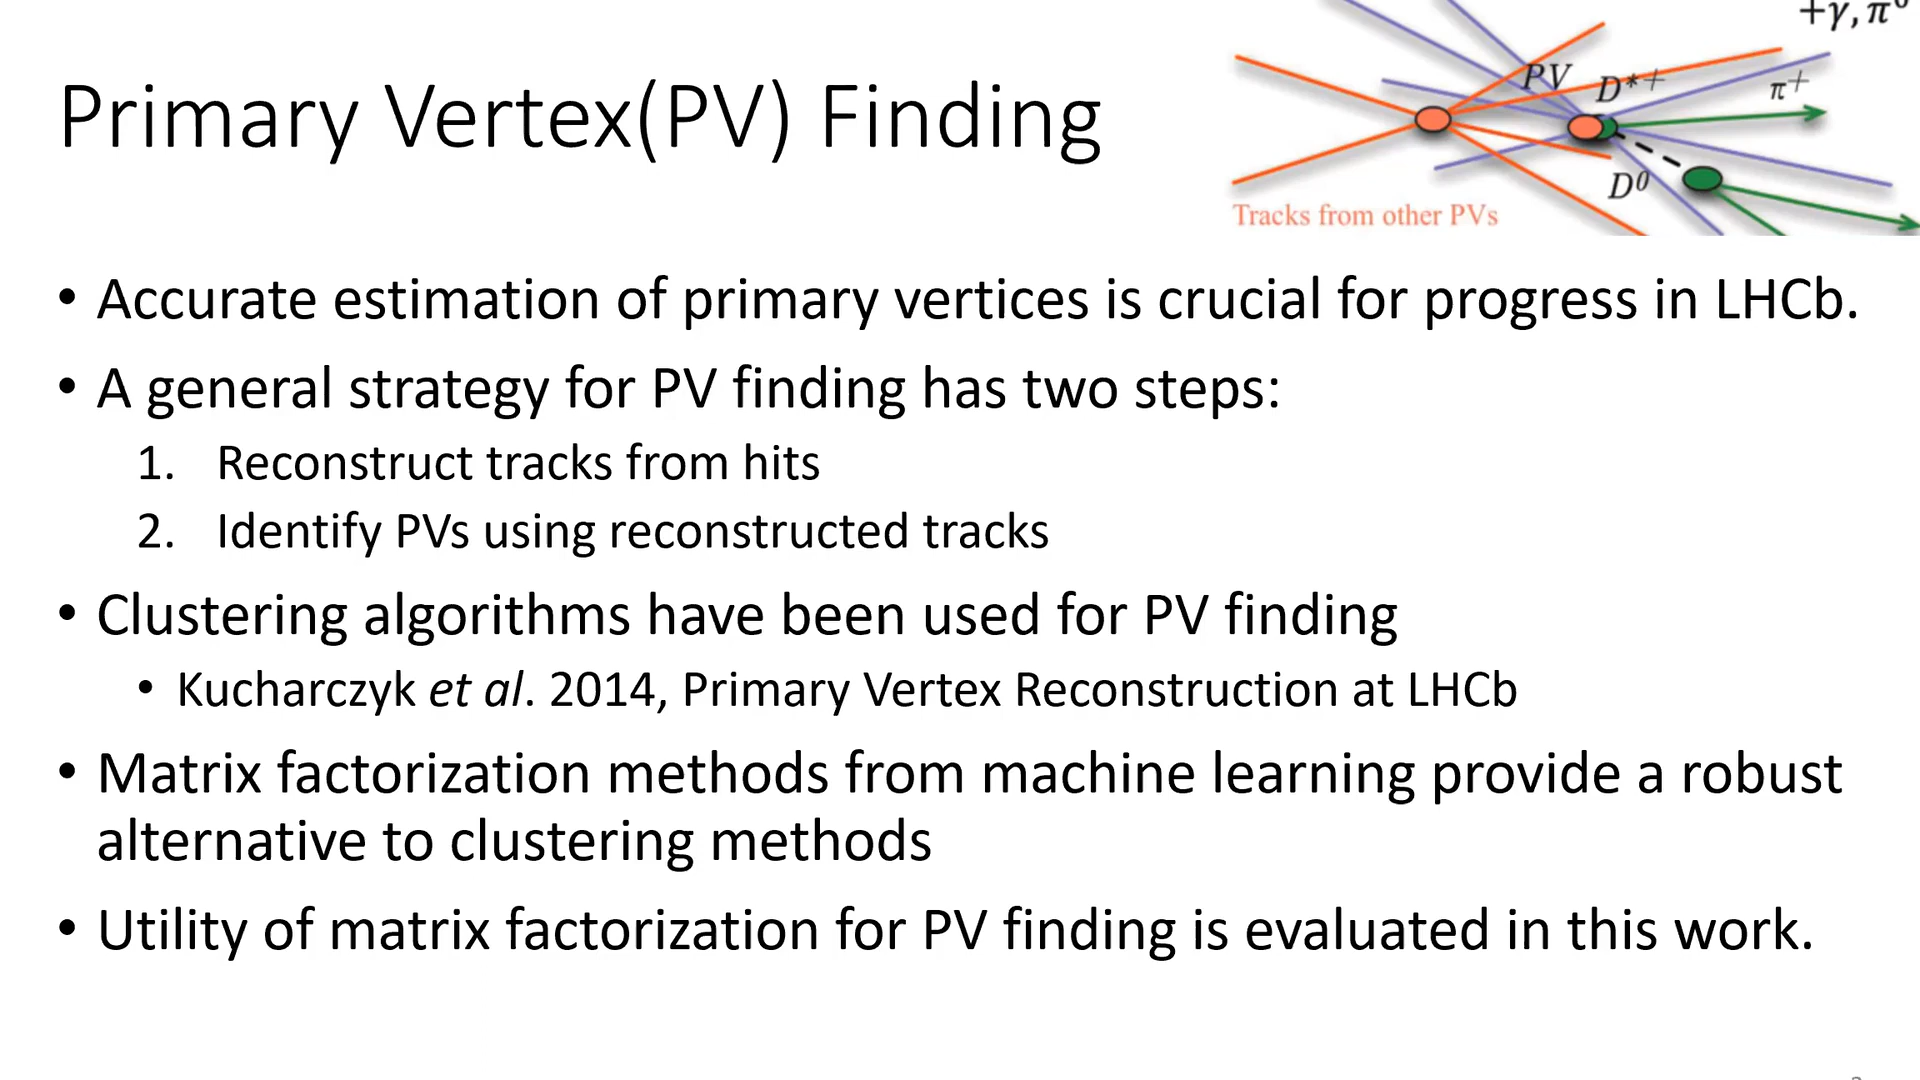 Primary Vertex(PV) Finding
+γ, π⁰
PV
D*⁺
π⁺
D⁰
Tracks from other PVs
• Accurate estimation of primary vertices is crucial for progress in LHCb.
• A general strategy for PV finding has two steps:
1. Reconstruct tracks from hits
2. Identify PVs using reconstructed tracks
• Clustering algorithms have been used for PV finding
• Kucharczyk et al. 2014, Primary Vertex Reconstruction at LHCb
• Matrix factorization methods from machine learning provide a robust
alternative to clustering methods
• Utility of matrix factorization for PV finding is evaluated in this work.